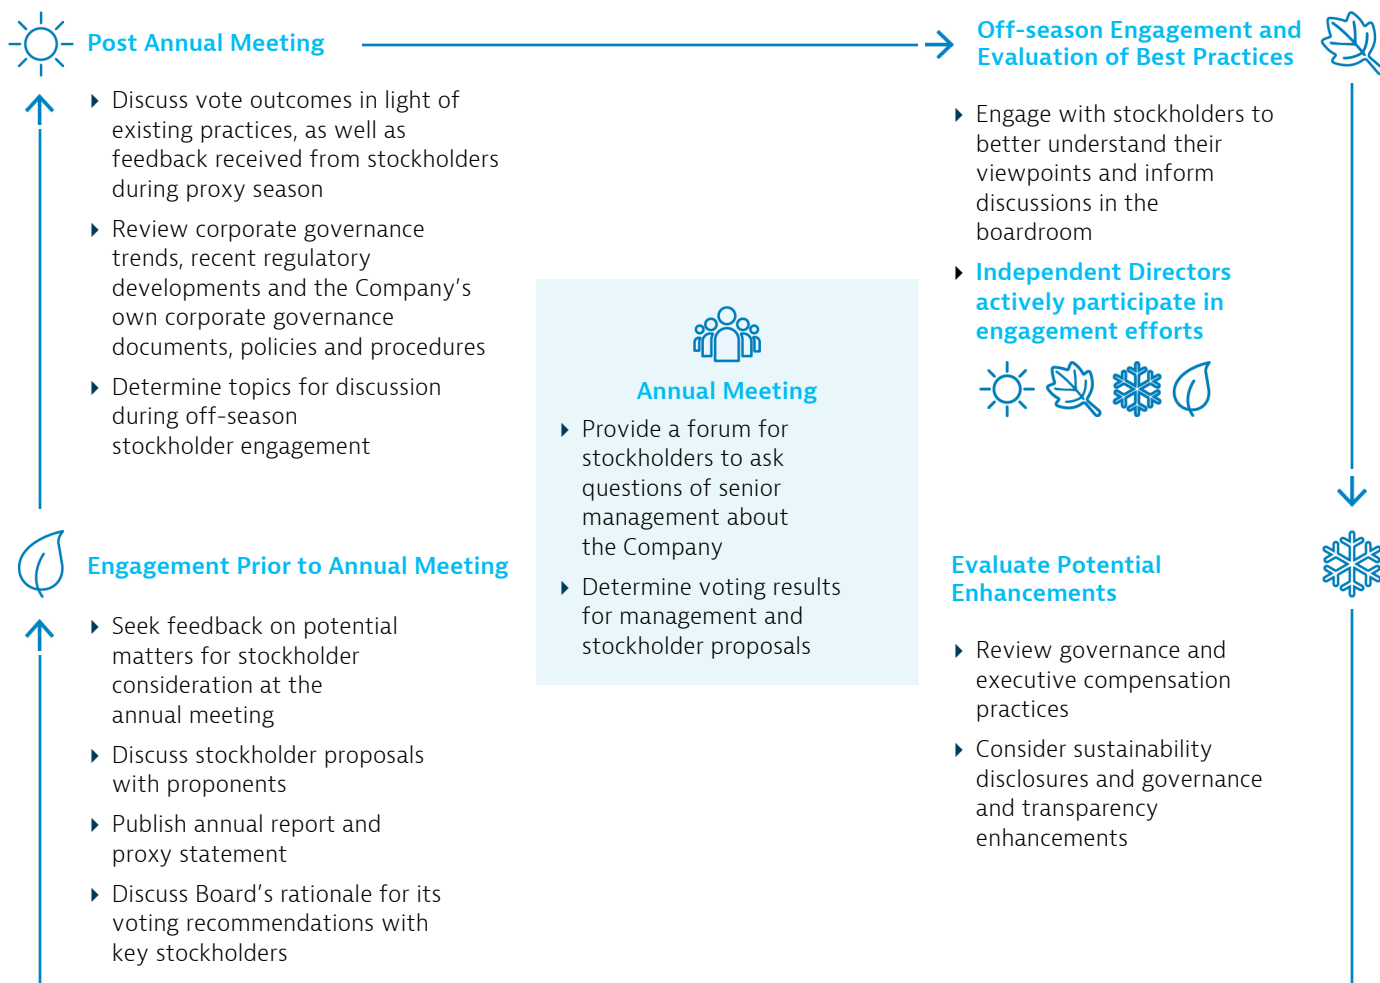 Post Annual Meeting
Discuss vote outcomes in light of
existing practices, as well as
feedback received from stockholders
during proxy season
Review corporate governance
trends, recent regulatory
developments and the Company’s
own corporate governance
documents, policies and procedures
Determine topics for discussion
during off-season
stockholder engagement
Off-season Engagement and
Evaluation of Best Practices
Engage with stockholders to
better understand their
viewpoints and inform
discussions in the
boardroom
Independent Directors
actively participate in
engagement efforts
Annual Meeting
Provide a forum for
stockholders to ask
questions of senior
management about
the Company
Determine voting results
for management and
stockholder proposals
Engagement Prior to Annual Meeting
Seek feedback on potential
matters for stockholder
consideration at the
annual meeting
Discuss stockholder proposals
with proponents
Publish annual report and
proxy statement
Discuss Board’s rationale for its
voting recommendations with
key stockholders
Evaluate Potential
Enhancements
Review governance and
executive compensation
practices
Consider sustainability
disclosures and governance
and transparency
enhancements